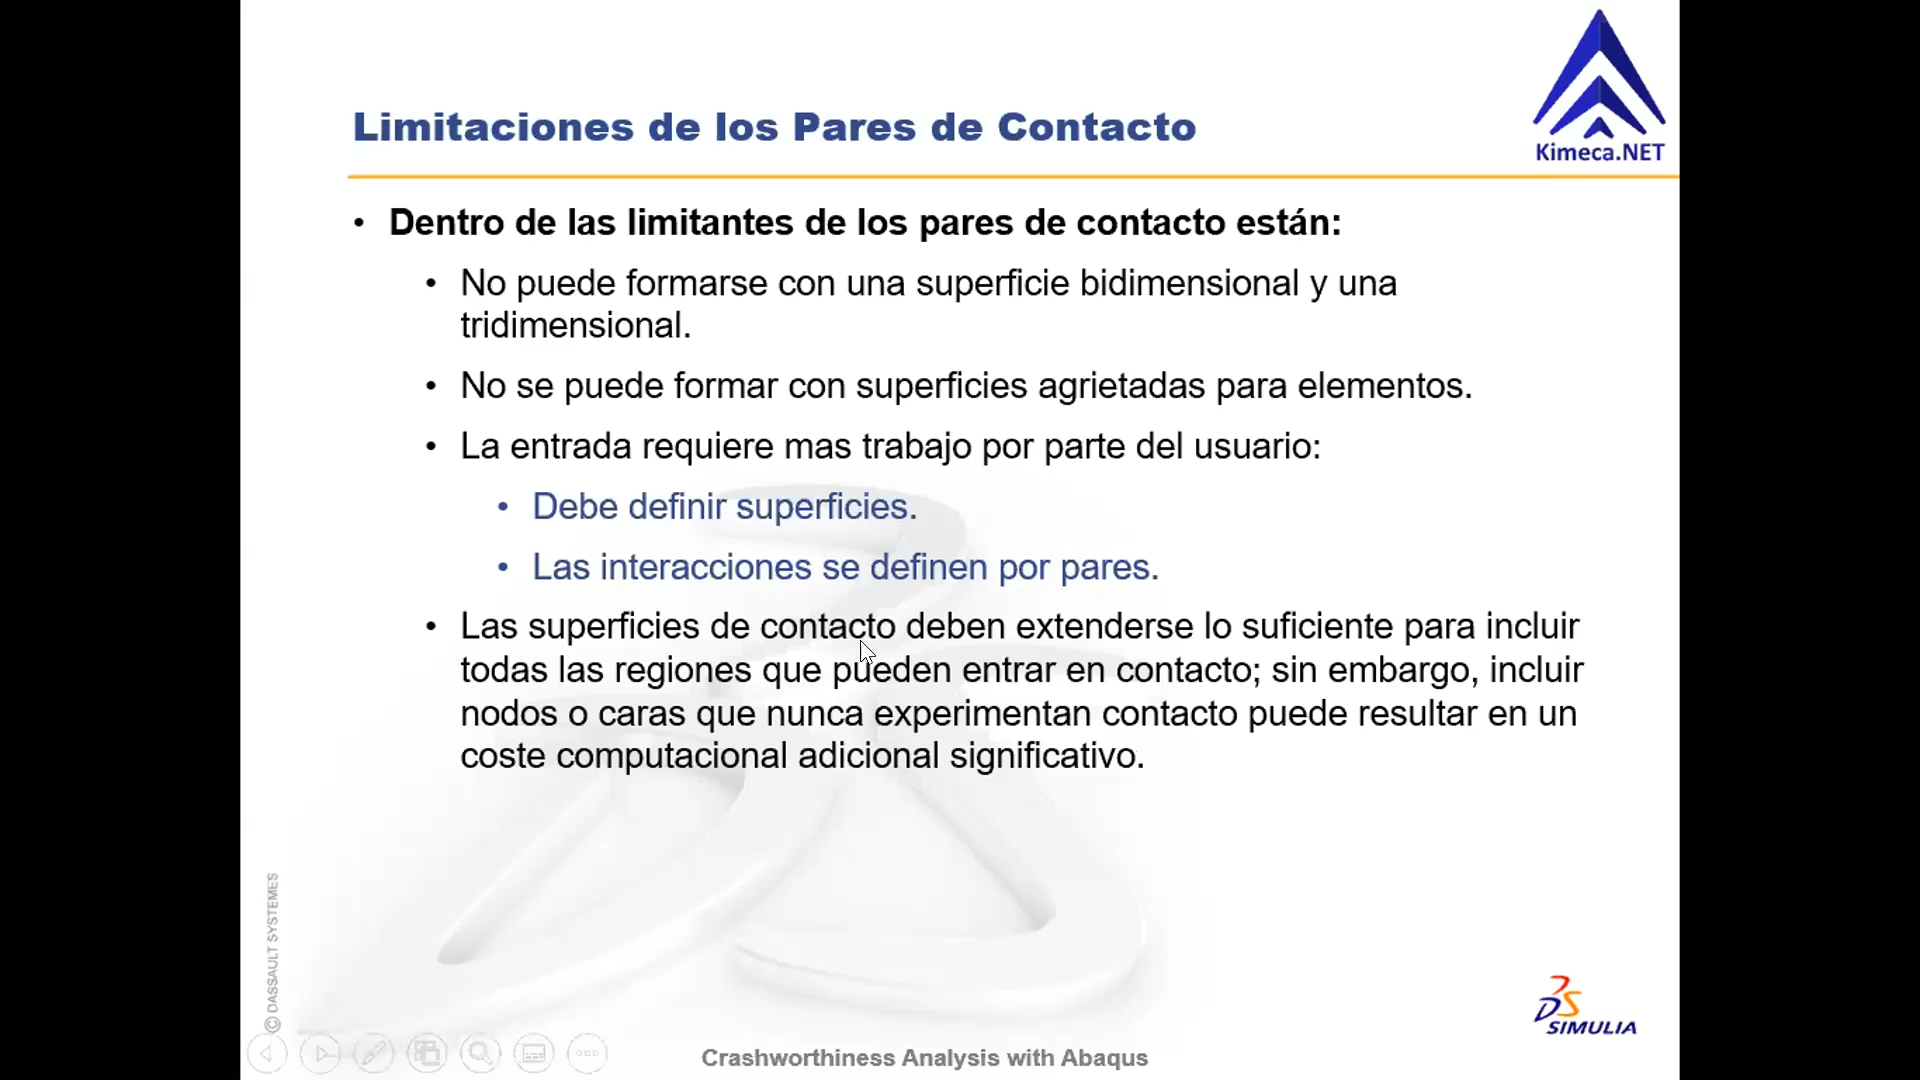 Kimeca.NET
Limitaciones de los Pares de Contacto
• Dentro de las limitantes de los pares de contacto están:
• No puede formarse con una superficie bidimensional y una
tridimensional.
• No se puede formar con superficies agrietadas para elementos.
• La entrada requiere mas trabajo por parte del usuario:
• Debe definir superficies.
• Las interacciones se definen por pares.
• Las superficies de contacto deben extenderse lo suficiente para incluir
todas las regiones que pueden entrar en contacto; sin embargo, incluir
nodos o caras que nunca experimentan contacto puede resultar en un
coste computacional adicional significativo.
© DASSAULT SYSTEMES
DS SIMULIA
Crashworthiness Analysis with Abaqus